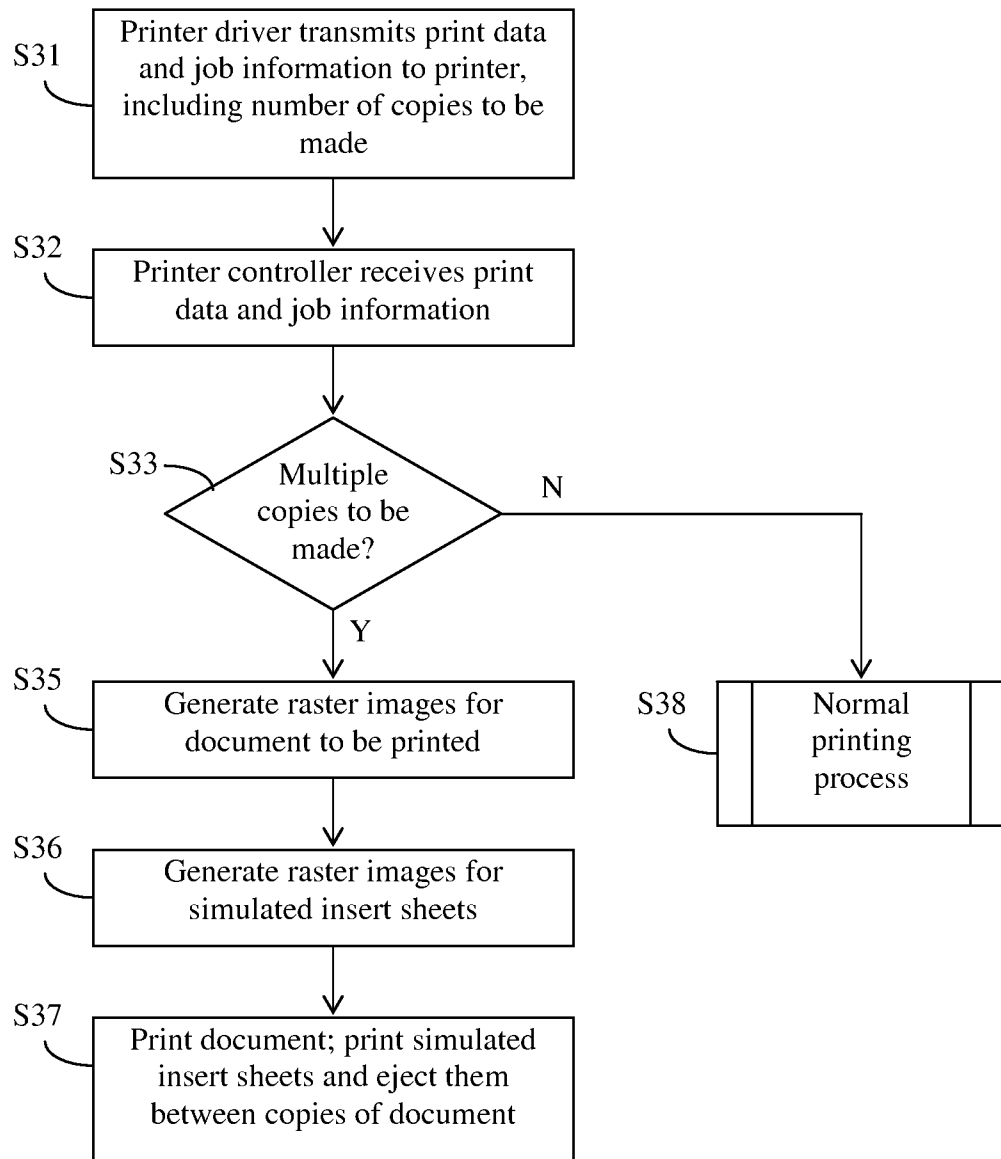 S31
Printer driver transmits print data
and job information to printer,
including number of copies to be
made
S32
Printer controller receives print
data and job information
S33
Multiple
copies to be
made?
N
Y
S35
Generate raster images for
document to be printed
S38
Normal
printing
process
S36
Generate raster images for
simulated insert sheets
S37
Print document; print simulated
insert sheets and eject them
between copies of document